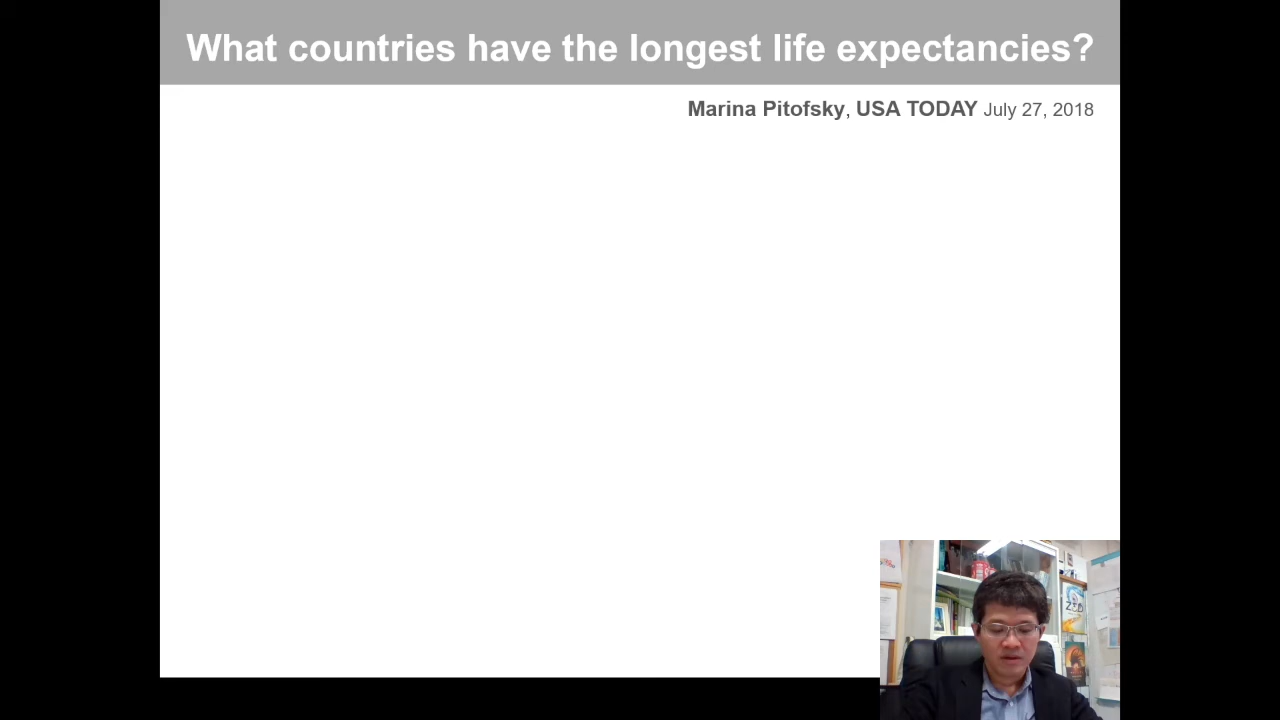 What countries have the longest life expectancies?
Marina Pitofsky, USA TODAY July 27, 2018